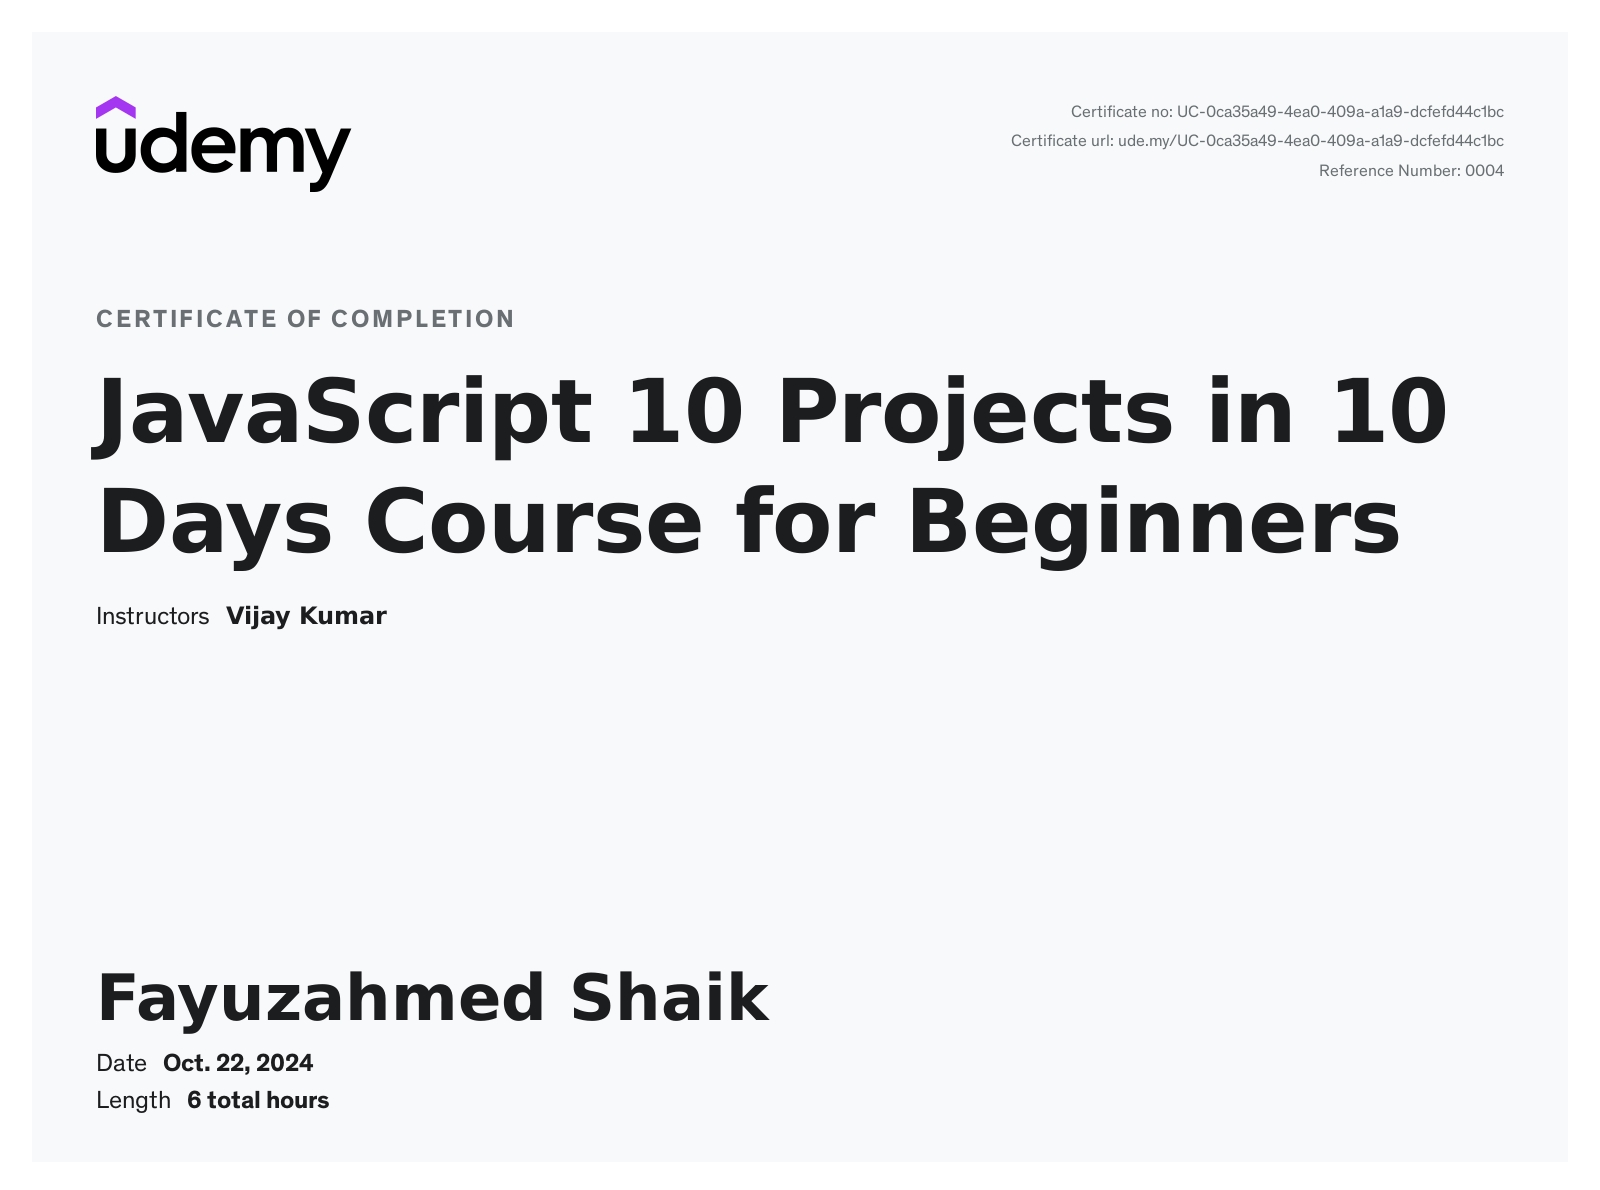 udemy
Certificate no: UC-0ca35a49-4ea0-409a-a1a9-dcfefd44c1bc
Certificate url: ude.my/UC-0ca35a49-4ea0-409a-a1a9-dcfefd44c1bc
Reference Number: 0004
CERTIFICATE OF COMPLETION
JavaScript 10 Projects in 10
Days Course for Beginners
Instructors Vijay Kumar
Fayuzahmed Shaik
Date Oct. 22, 2024
Length 6 total hours